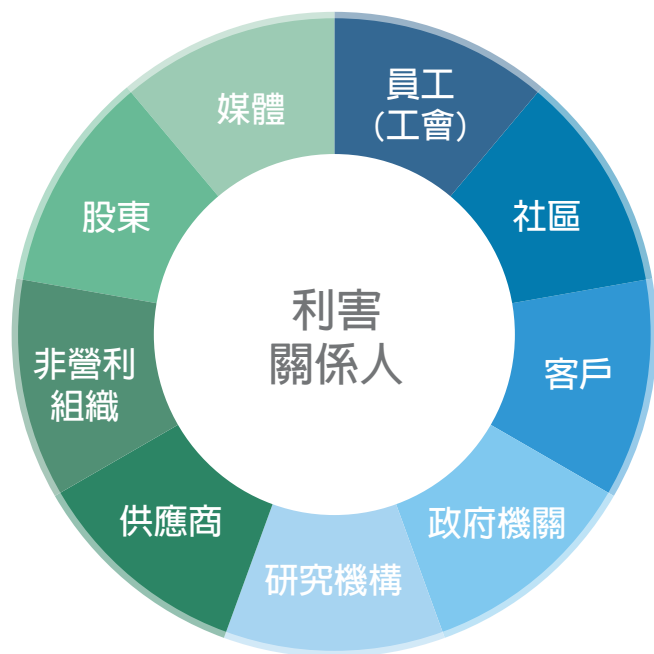 利害
關係人
員工
（工會）
社區
客戶
政府機關
研究機構
供應商
非營利
組織
股東
媒體